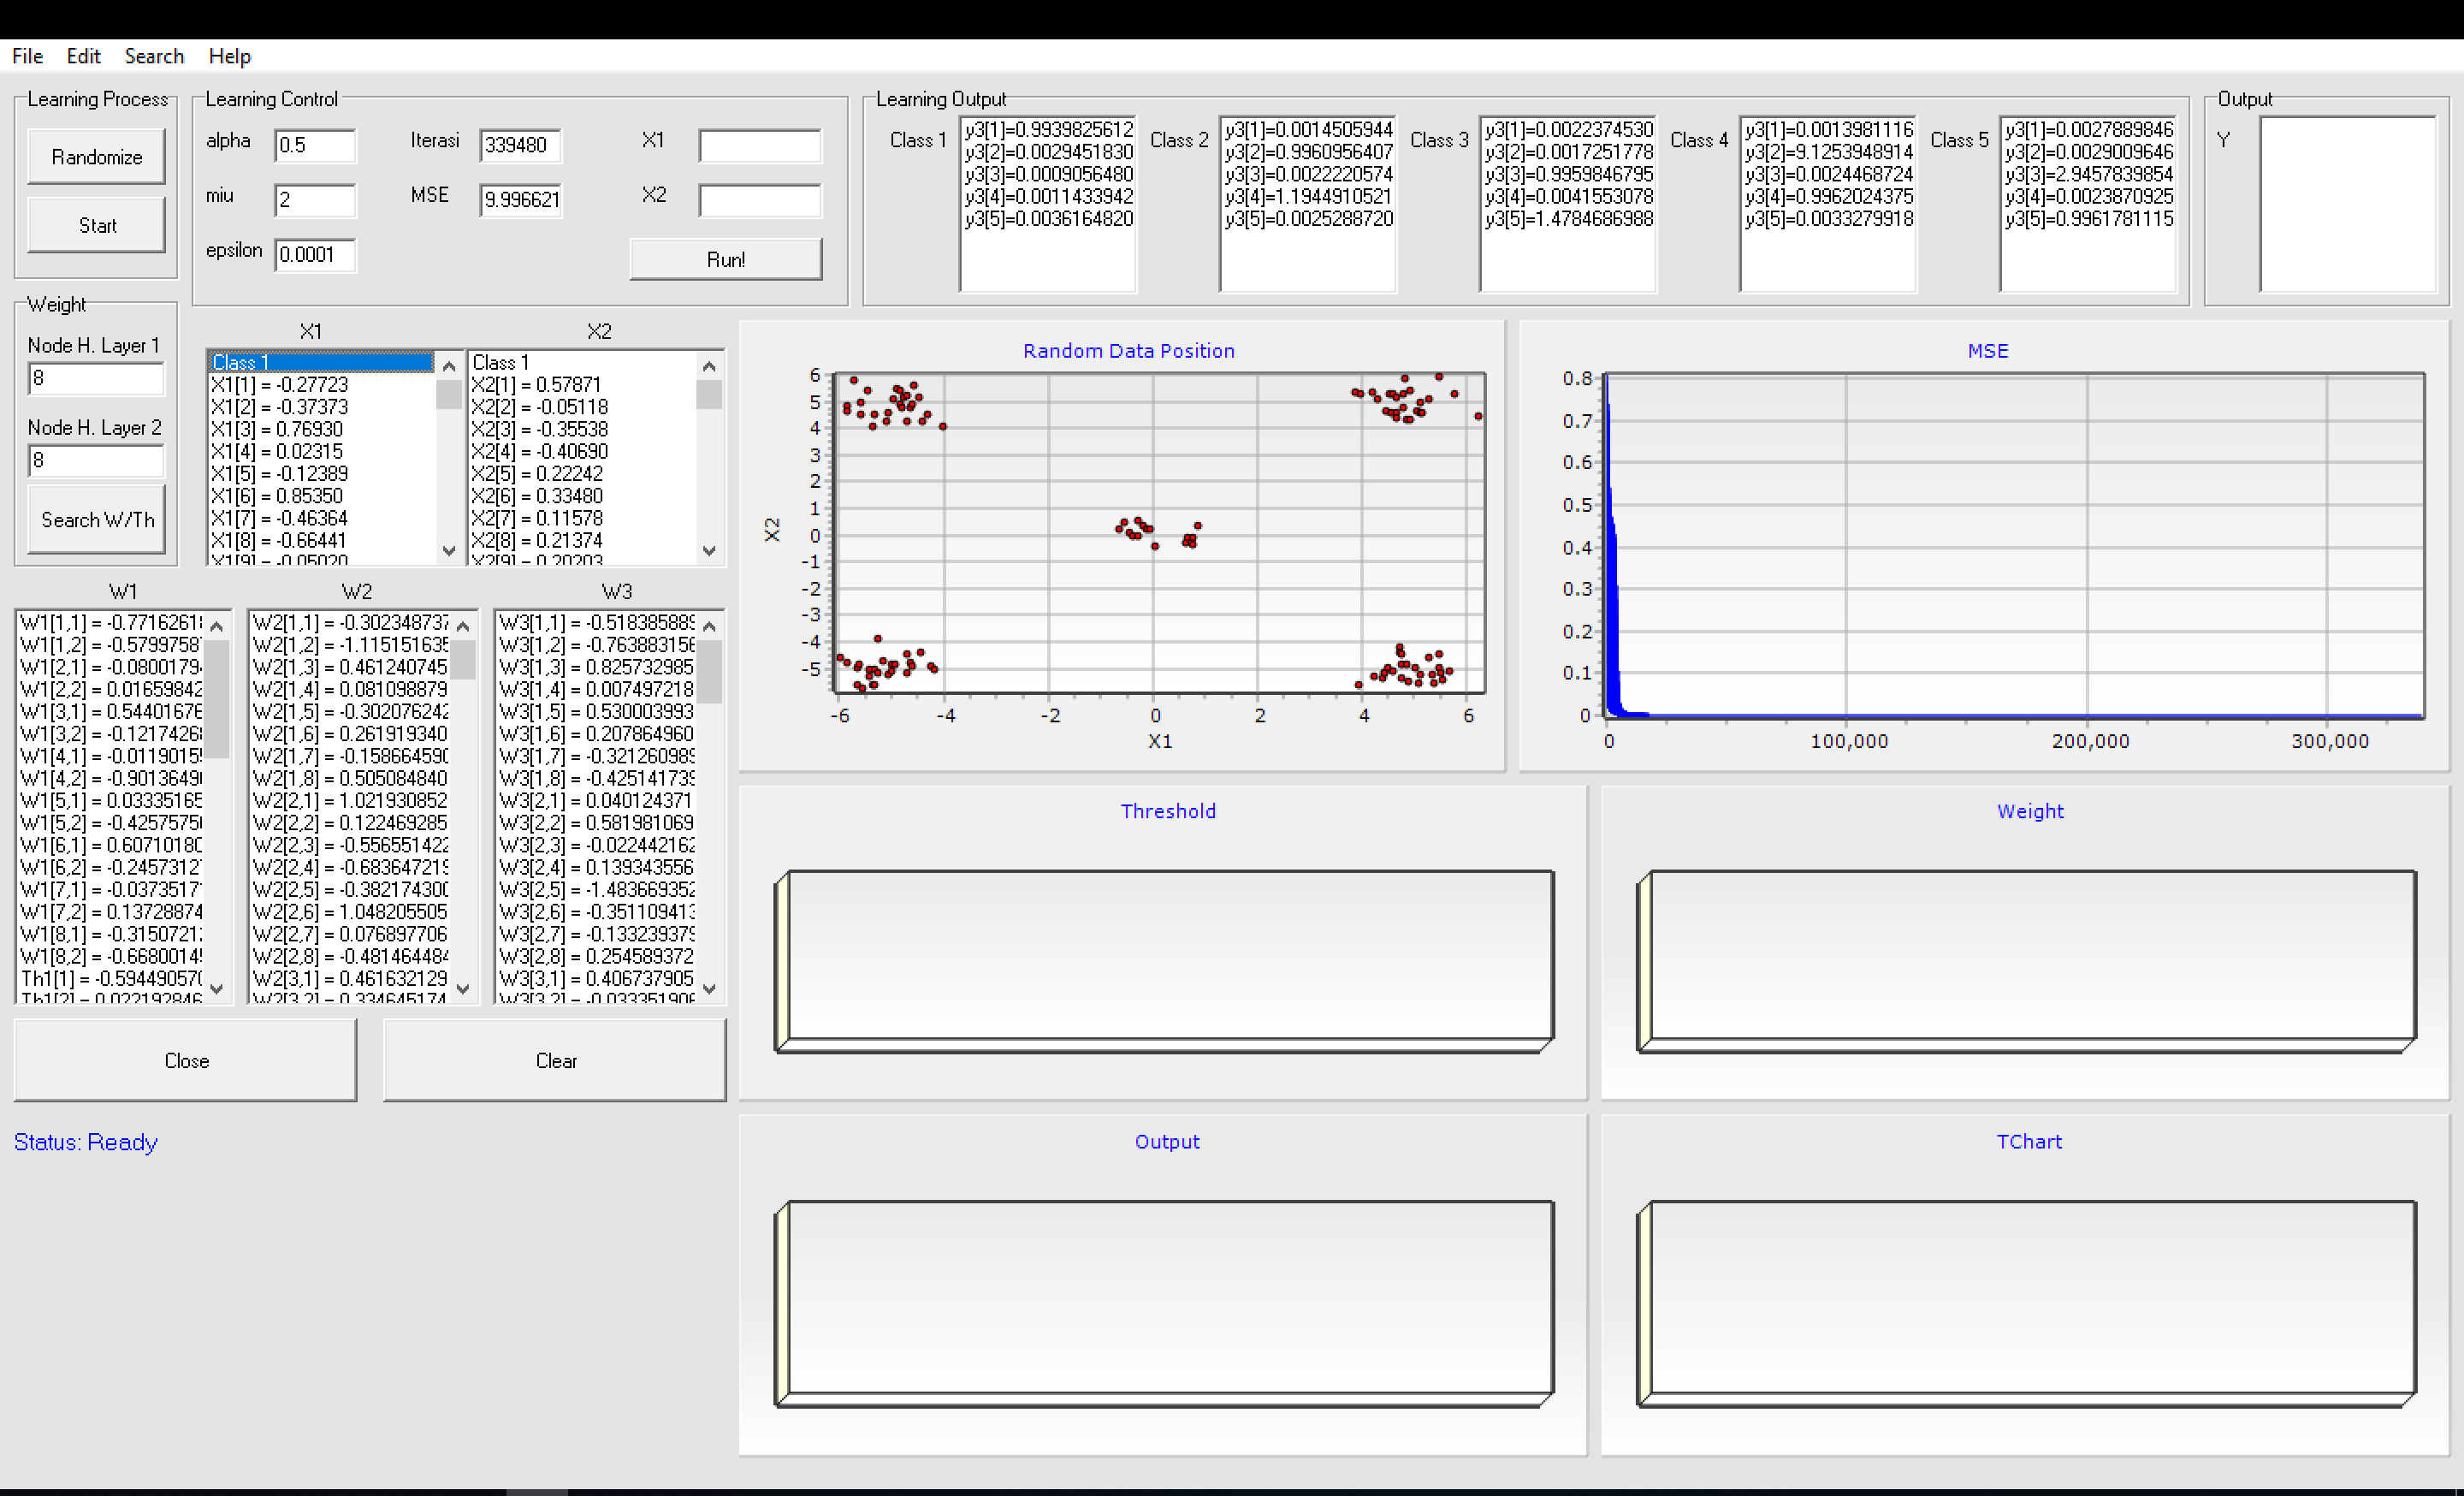 File Edit Search Help
Learning Process
Randomize
Start
Learning Control
alpha 0.5 Iterasi 339480 X1
miu 2 MSE 9.996621 X2
epsilon 0.0001
Run!
Learning Output
Class 1
y3[1]=0.9939825612
y3[2]=0.0029451830
y3[3]=0.0009056480
y3[4]=0.0011433942
y3[5]=0.0036164820
Class 2
y3[1]=0.0014505944
y3[2]=0.9960956407
y3[3]=0.0022220574
y3[4]=1.1944910521
y3[5]=0.0025288720
Class 3
y3[1]=0.0022374530
y3[2]=0.0017251778
y3[3]=0.9959846795
y3[4]=0.0041553078
y3[5]=1.4784686988
Class 4
y3[1]=0.0013981116
y3[2]=9.1253948914
y3[3]=0.0024468724
y3[4]=0.9962024375
y3[5]=0.0033279918
Class 5
y3[1]=0.0027889846
y3[2]=0.0029009646
y3[3]=2.9457839854
y3[4]=0.0023870925
y3[5]=0.9961781115
Output
Y
Weight
Node H. Layer 1
8
Node H. Layer 2
8
Search W/Th
X1
Class 1
X1[1] = -0.27723
X1[2] = -0.37373
X1[3] = 0.76930
X1[4] = 0.02315
X1[5] = -0.12389
X1[6] = 0.85350
X1[7] = -0.46364
X1[8] = -0.66441
X1[9] = -0.05020
X2
Class 1
X2[1] = 0.57871
X2[2] = -0.05118
X2[3] = -0.35538
X2[4] = -0.40690
X2[5] = 0.22242
X2[6] = 0.33480
X2[7] = 0.11578
X2[8] = 0.21374
X2[9] = 0.20203
Random Data Position
6
5
4
3
2
1
0
-1
-2
-3
-4
-5
X2
-6 -4 -2 0 2 4 6
X1
MSE
0.8
0.7
0.6
0.5
0.4
0.3
0.2
0.1
0
0 100,000 200,000 300,000
W1
W1[1,1] = -0.7716261
W1[1,2] = -0.5799758
W1[2,1] = -0.0800179
W1[2,2] = 0.01659842
W1[3,1] = 0.54401676
W1[3,2] = -0.1217426
W1[4,1] = -0.0119015
W1[4,2] = -0.9013649
W1[5,1] = 0.03335165
W1[5,2] = -0.4257575
W1[6,1] = 0.60710180
W1[6,2] = -0.2457312
W1[7,1] = -0.0373517
W1[7,2] = 0.13728874
W1[8,1] = -0.3150721
W1[8,2] = -0.6680014
Th1[1] = -0.59449057
Th1[2] = 0.022192846
W2
W2[1,1] = -0.30234873
W2[1,2] = -1.11515163
W2[1,3] = 0.461240745
W2[1,4] = 0.081098879
W2[1,5] = -0.30207624
W2[1,6] = 0.261919340
W2[1,7] = -0.15866459
W2[1,8] = 0.505084840
W2[2,1] = 1.021930852
W2[2,2] = 0.122469285
W2[2,3] = -0.55655142
W2[2,4] = -0.68364721
W2[2,5] = -0.38217430
W2[2,6] = 1.048205505
W2[2,7] = 0.076897706
W2[2,8] = -0.48146448
W2[3,1] = 0.461632129
W2[3,2] = 0.334645174
W3
W3[1,1] = -0.51838588
W3[1,2] = -0.76388315
W3[1,3] = 0.825732985
W3[1,4] = 0.007497218
W3[1,5] = 0.530003993
W3[1,6] = 0.207864960
W3[1,7] = -0.32126098
W3[1,8] = -0.42514173
W3[2,1] = 0.040124371
W3[2,2] = 0.581981069
W3[2,3] = -0.02244216
W3[2,4] = 0.139343556
W3[2,5] = -1.48366935
W3[2,6] = -0.35110941
W3[2,7] = -0.13323937
W3[2,8] = 0.254589372
W3[3,1] = 0.406737905
W3[3,2] = -0.03335190
Threshold
Weight
Close
Clear
Status: Ready
Output
TChart